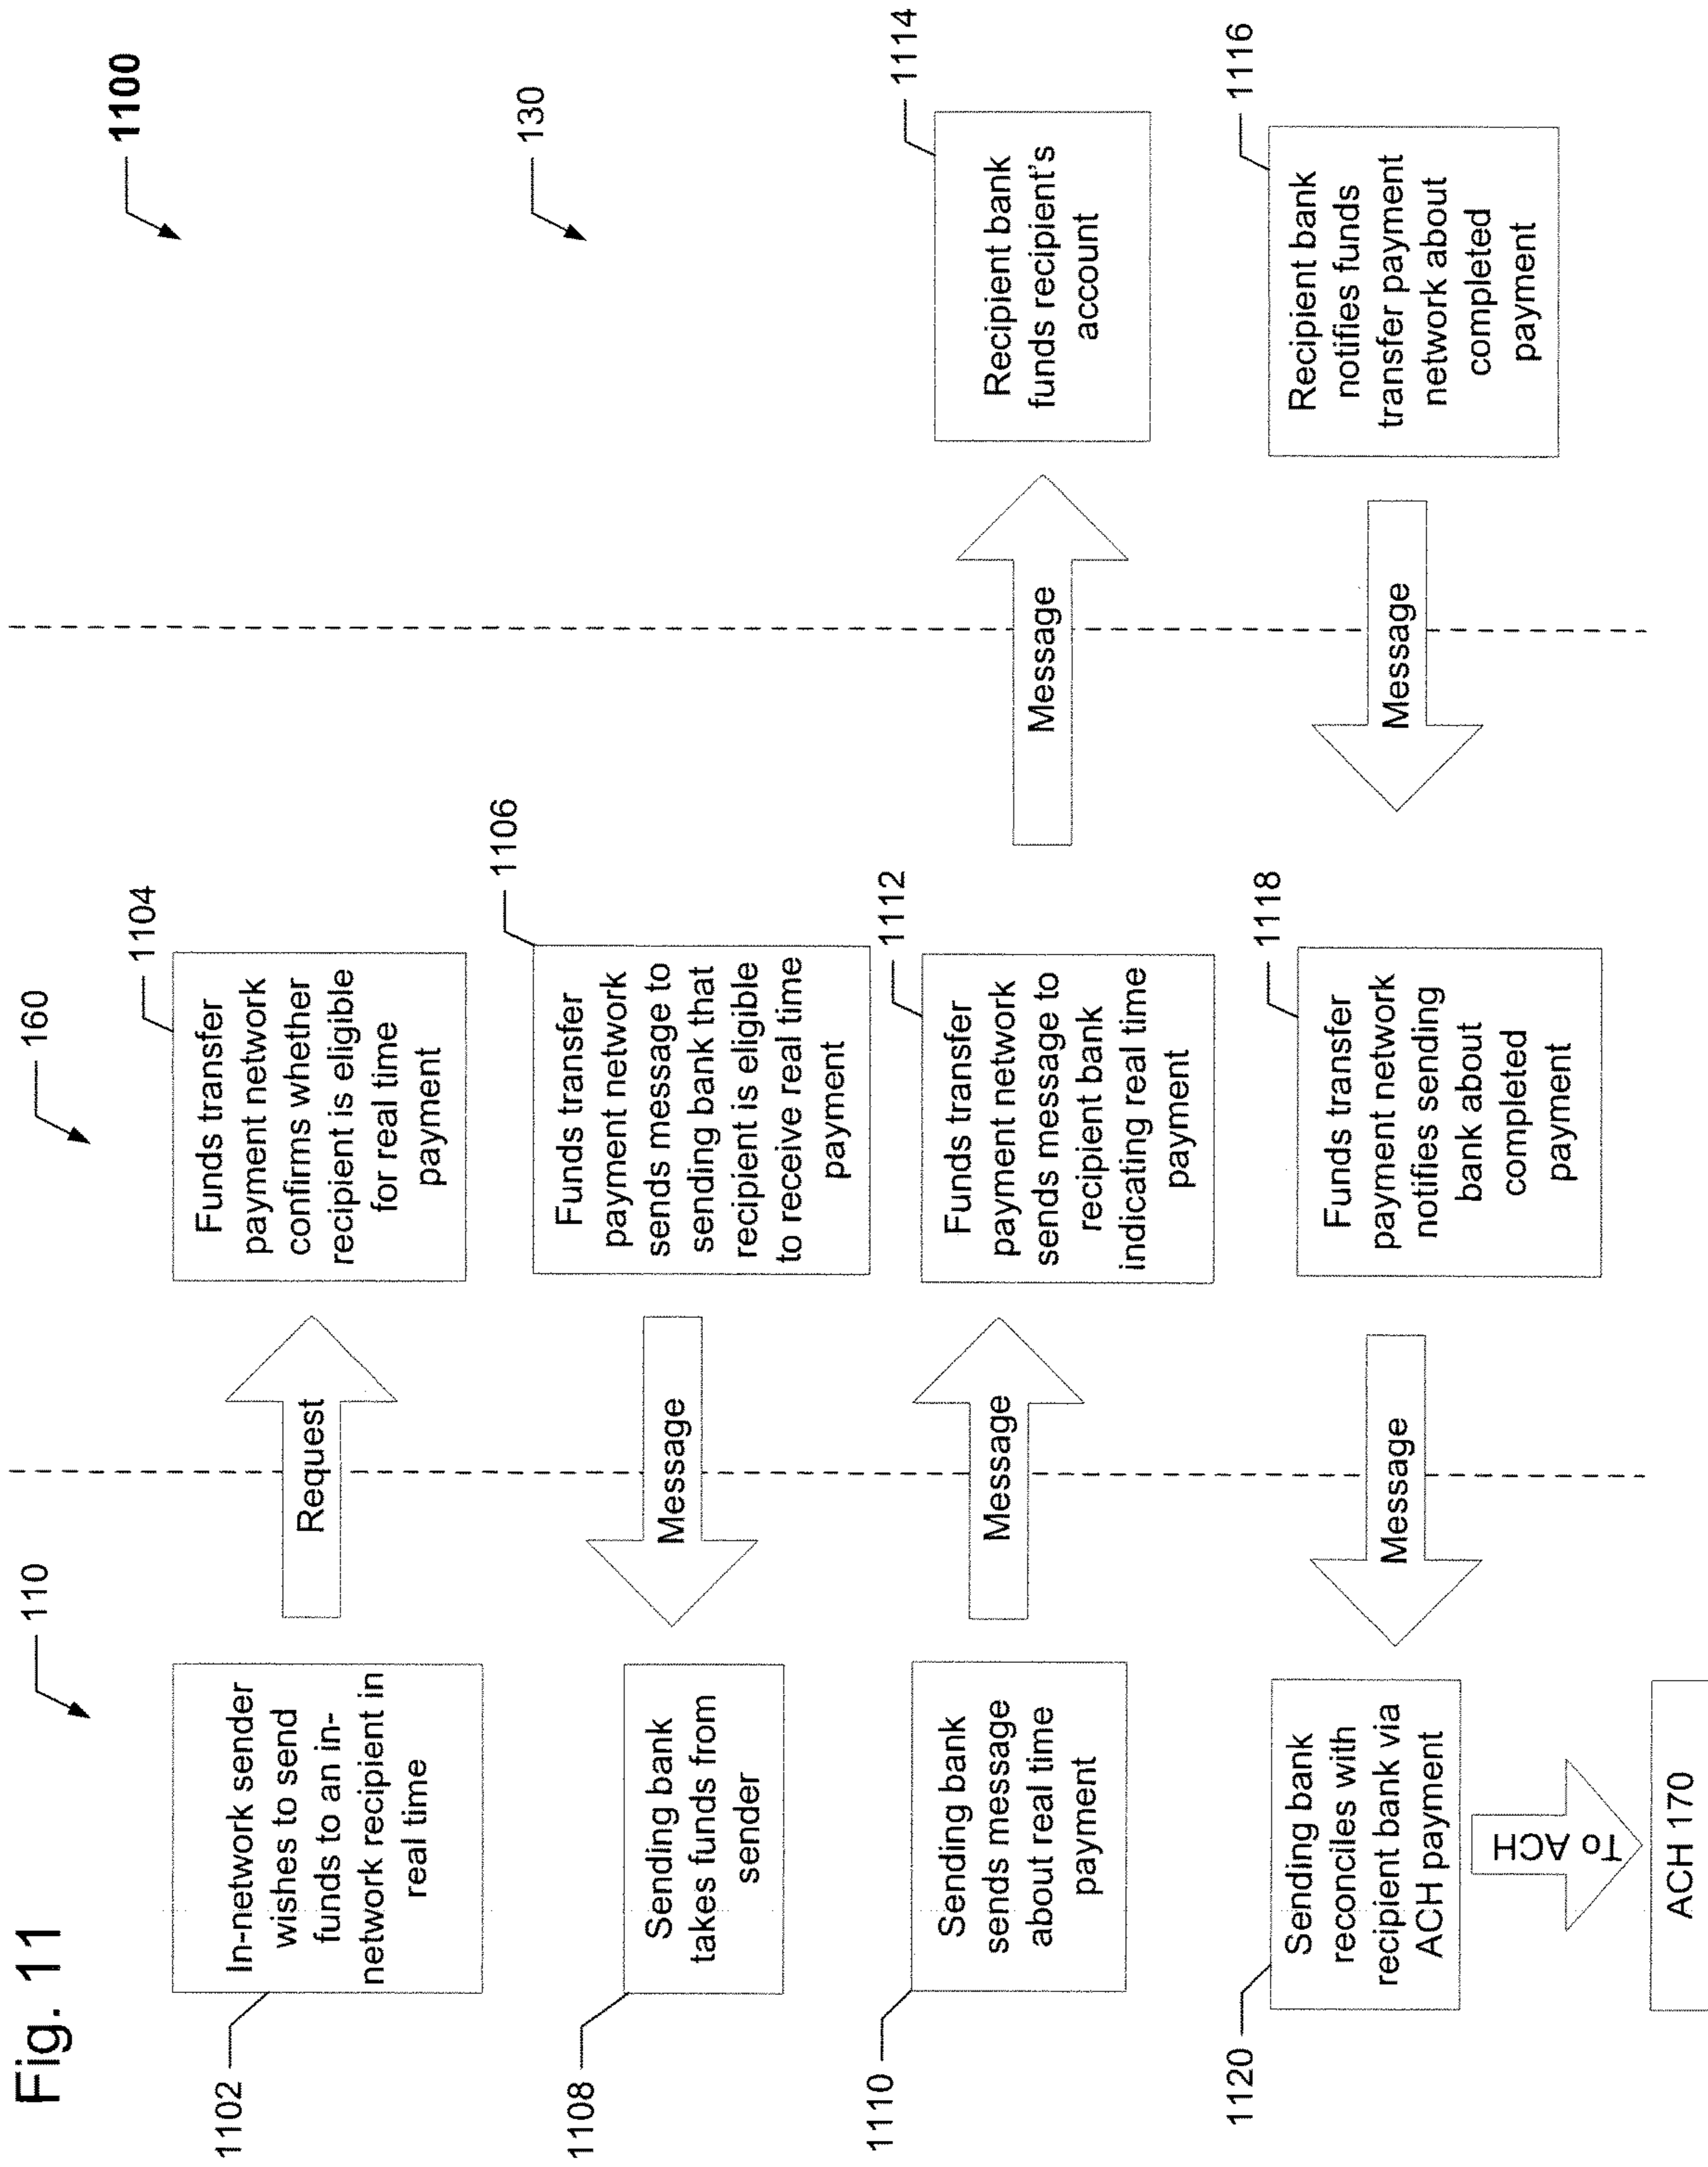 Fig. 11
1100
110
160
130
1102
In-network sender
wishes to send
funds to an in-
network recipient in
real time
Request
1104
Funds transfer
payment network
confirms whether
recipient is eligible
for real time
payment
1106
Funds transfer
payment network
sends message to
sending bank that
recipient is eligible
to receive real time
payment
Message
1108
Sending bank
takes funds from
sender
1110
Sending bank
sends message
about real time
payment
Message
1112
Funds transfer
payment network
sends message to
recipient bank
indicating real time
payment
Message
1114
Recipient bank
funds recipient's
account
1116
Recipient bank
notifies funds
transfer payment
network about
completed
payment
Message
1118
Funds transfer
payment network
notifies sending
bank about
completed
payment
Message
1120
Sending bank
reconciles with
recipient bank via
ACH payment
To ACH
ACH 170